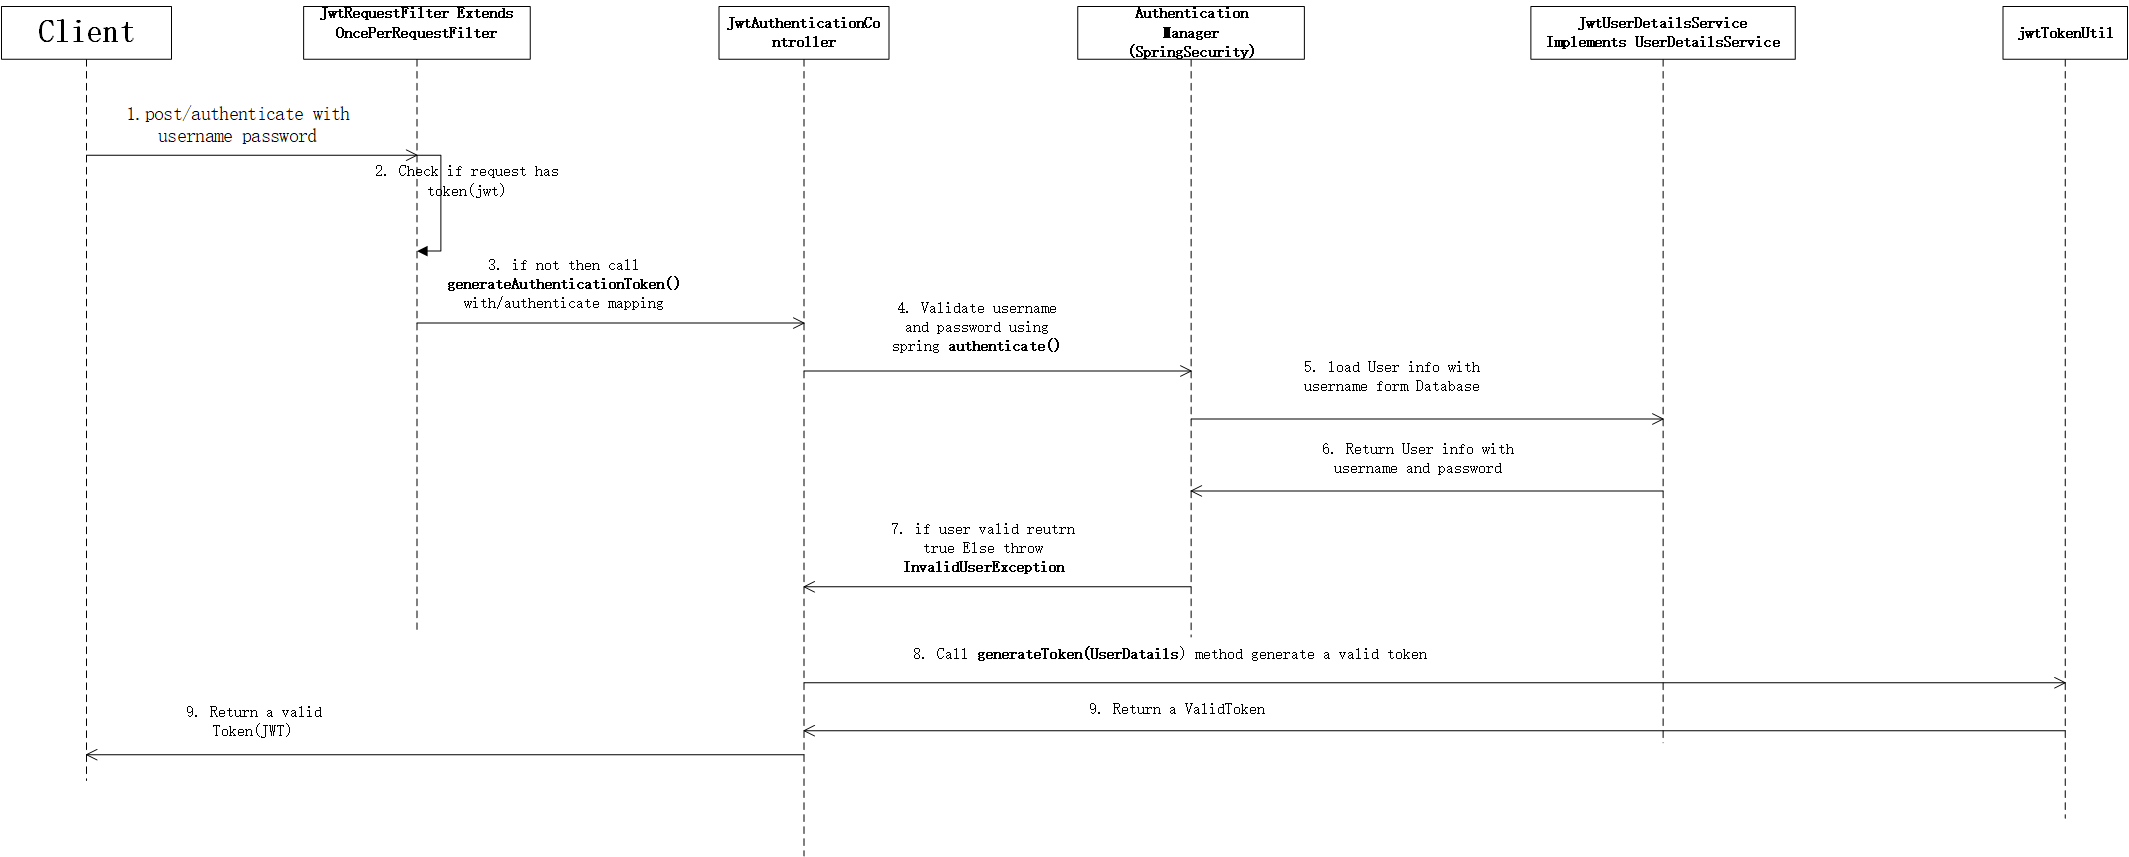 Client
JwtRequestFilter Extends
OncePerRequestFilter
JwtAuthenticationCo
ntroller
Authentication
Manager
(SpringSecurity)
JwtUserDetailsService
Implements UserDetailsService
jwtTokenUtil
1.post/authenticate with
username password
2. Check if request has
token(jwt)
3. if not then call
generateAuthenticationToken()
with/authenticate mapping
4. Validate username
and password using
spring authenticate()
5. load User info with
username form Database
6. Return User info with
username and password
7. if user valid reutrn
true Else throw
InvalidUserException
8. Call generateToken(UserDatails) method generate a valid token
9. Return a valid
Token(JWT)
9. Return a ValidToken